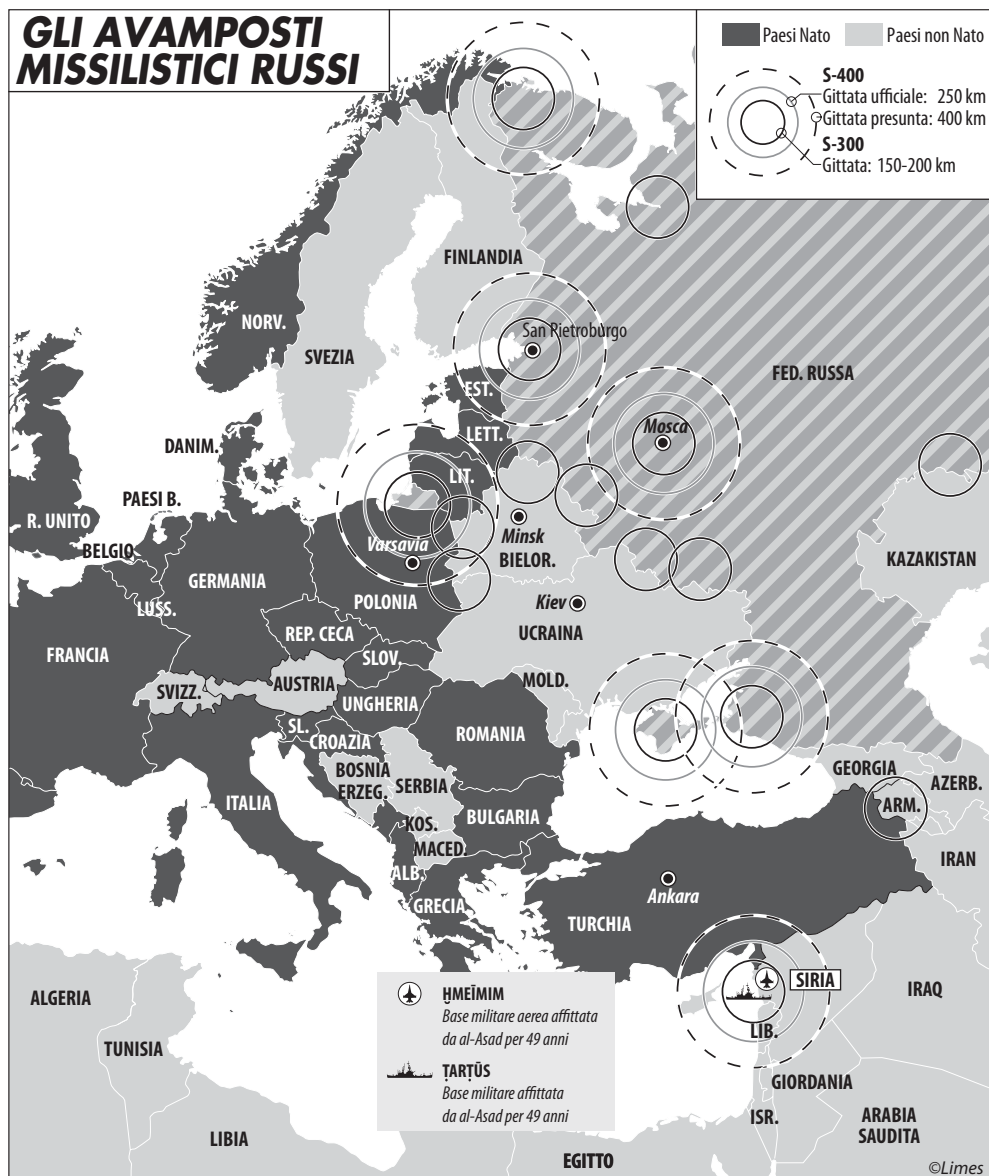 GLI AVAMPOSTI
MISSILISTICI RUSSI
Paesi Nato
Paesi non Nato
S-400
Gittata ufficiale: 250 km
Gittata presunta: 400 km
S-300
Gittata: 150-200 km
FINLANDIA
NORV.
SVEZIA
San Pietroburgo
FED. RUSSA
EST.
LETT.
Mosca
DANIM.
LIT.
PAESI B.
R. UNITO
Minsk
BELGIO
Varsavia
BIELOR.
KAZAKISTAN
GERMANIA
LUSS.
POLONIA
Kiev
REP. CECA
UCRAINA
FRANCIA
SLOV.
MOLD.
SVIZZ.
AUSTRIA
UNGHERIA
SL.
ROMANIA
CROAZIA
BOSNIA
ERZEG.
SERBIA
GEORGIA
AZERB.
ITALIA
ARM.
KOS.
BULGARIA
MACED.
IRAN
ALB.
Ankara
GRECIA
TURCHIA
SIRIA
IRAQ
ALGERIA
ḤMEĪMĪM
Base militare aerea affittata
da al-Asad per 49 anni
LIB.
TUNISIA
ṬARṬŪS
Base militare affittata
da al-Asad per 49 anni
GIORDANIA
ISR.
ARABIA
SAUDITA
LIBIA
EGITTO
©Limes